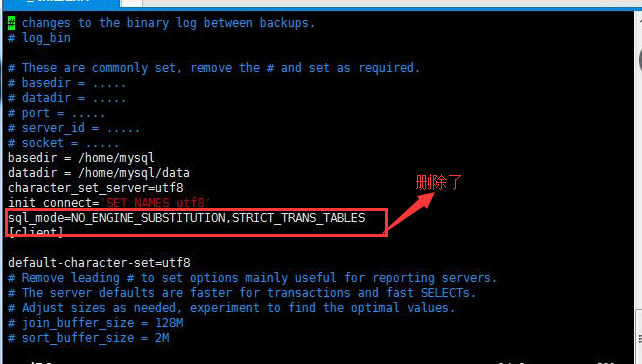 # changes to the binary log between backups.
# log_bin
# These are commonly set, remove the # and set as required.
# basedir = .....
# datadir = .....
# port = .....
# server_id = .....
# socket = .....
basedir = /home/mysql
datadir = /home/mysql/data
character_set_server=utf8
init_connect='SET NAMES utf8'
sql_mode=NO_ENGINE_SUBSTITUTION,STRICT_TRANS_TABLES
删除了
[client]
default-character-set=utf8
# Remove leading # to set options mainly useful for reporting servers.
# The server defaults are faster for transactions and fast SELECTs.
# Adjust sizes as needed, experiment to find the optimal values.
# join_buffer_size = 128M
# sort_buffer_size = 2M